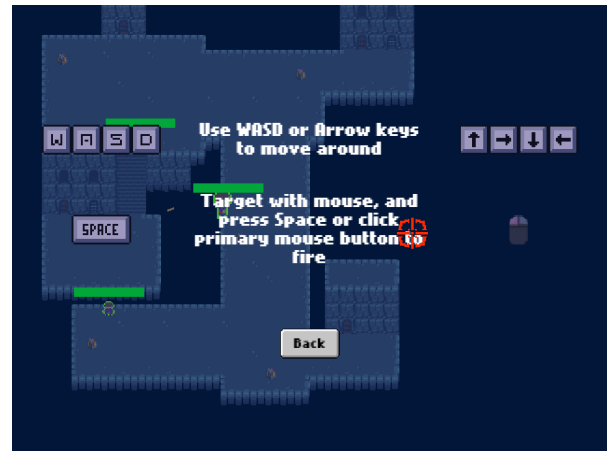 Use WASD or Arrow keys
to move around
W A S D
↑ → ↓ ←
Target with mouse, and
press Space or click
primary mouse button to
fire
SPACE
Back